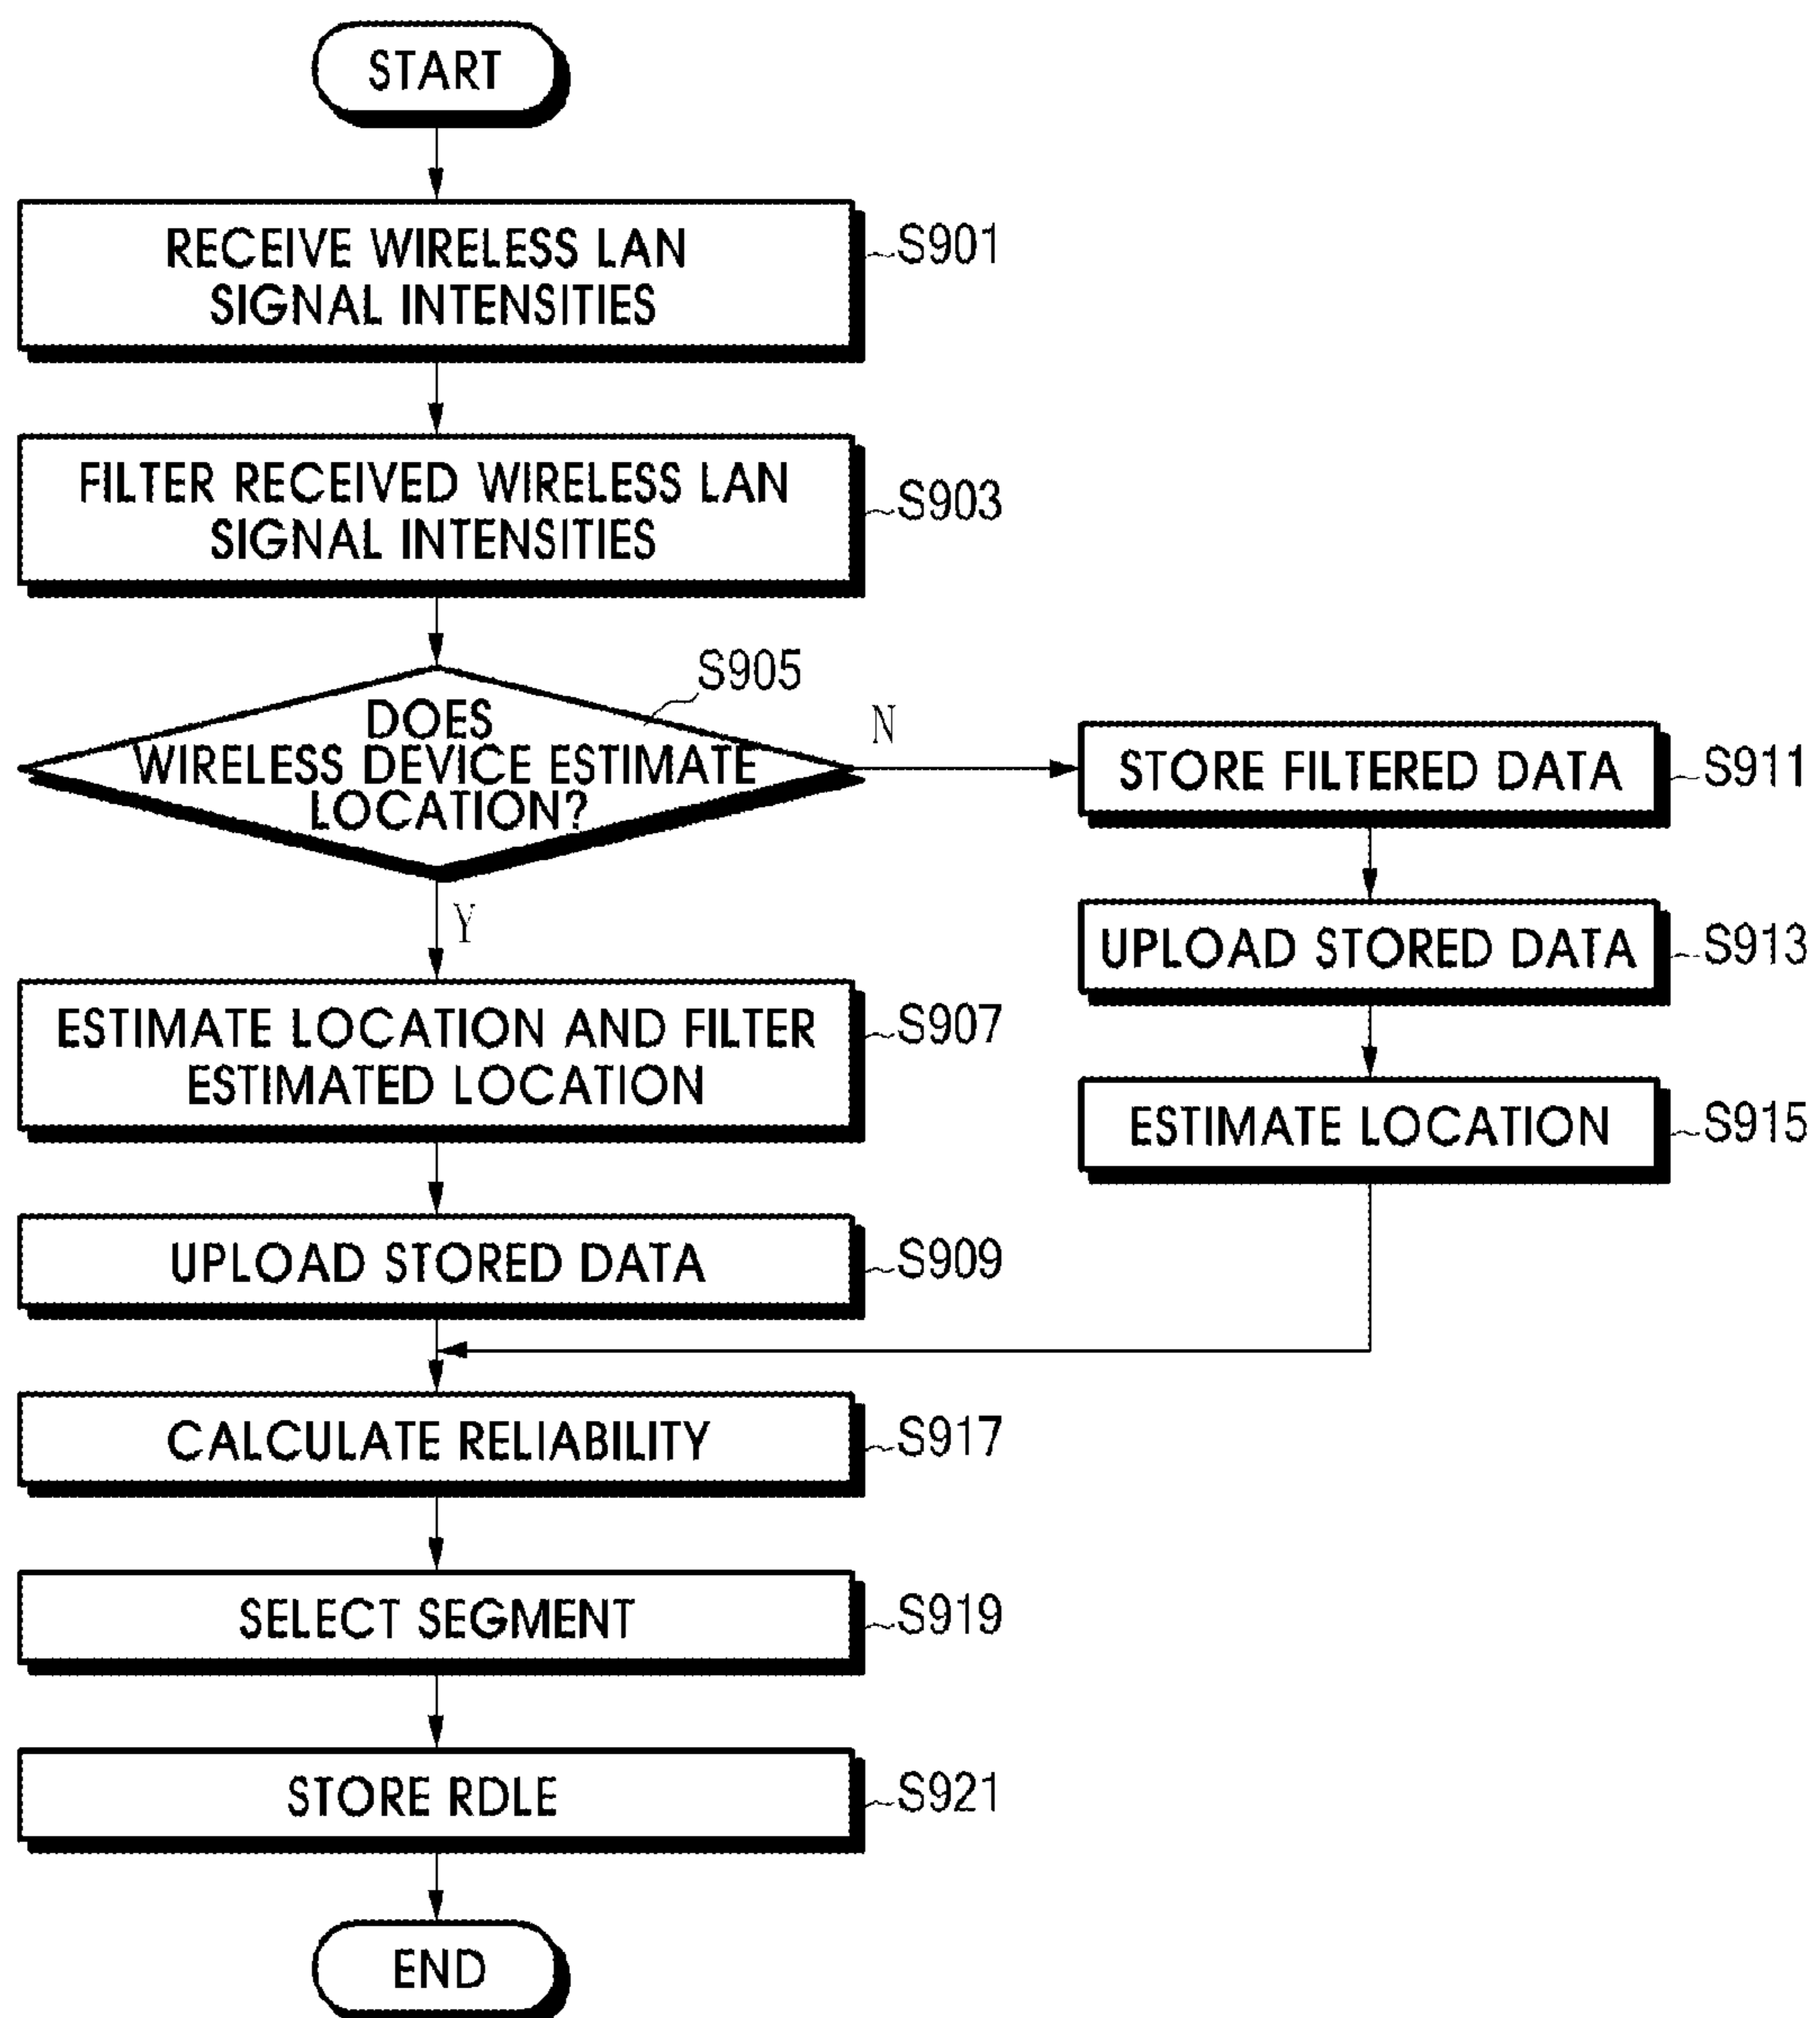 START
RECEIVE WIRELESS LAN
SIGNAL INTENSITIES
S901
FILTER RECEIVED WIRELESS LAN
SIGNAL INTENSITIES
S903
S905
DOES
WIRELESS DEVICE ESTIMATE
LOCATION?
N
Y
STORE FILTERED DATA
S911
UPLOAD STORED DATA
S913
ESTIMATE LOCATION
S915
ESTIMATE LOCATION AND FILTER
ESTIMATED LOCATION
S907
UPLOAD STORED DATA
S909
CALCULATE RELIABILITY
S917
SELECT SEGMENT
S919
STORE RDLE
S921
END